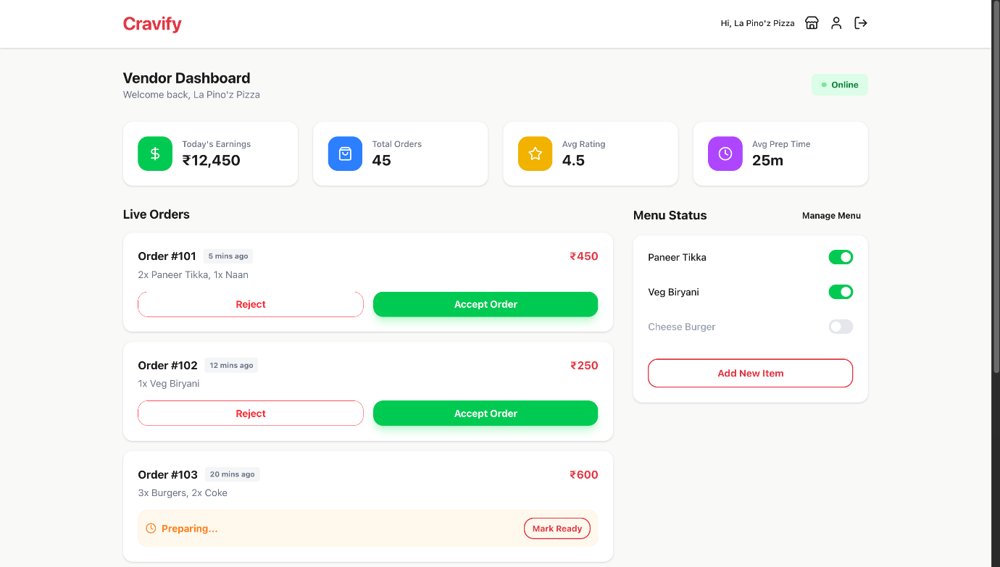 Cravify
Hi, La Pino'z Pizza
Vendor Dashboard
Welcome back, La Pino'z Pizza
Online
Today's Earnings
₹12,450
Total Orders
45
Avg Rating
4.5
Avg Prep Time
25m
Live Orders
Order #101 5 mins ago ₹450
2x Paneer Tikka, 1x Naan
Reject Accept Order
Order #102 12 mins ago ₹250
1x Veg Biryani
Reject Accept Order
Order #103 20 mins ago ₹600
3x Burgers, 2x Coke
Preparing... Mark Ready
Menu Status Manage Menu
Paneer Tikka
Veg Biryani
Cheese Burger
Add New Item